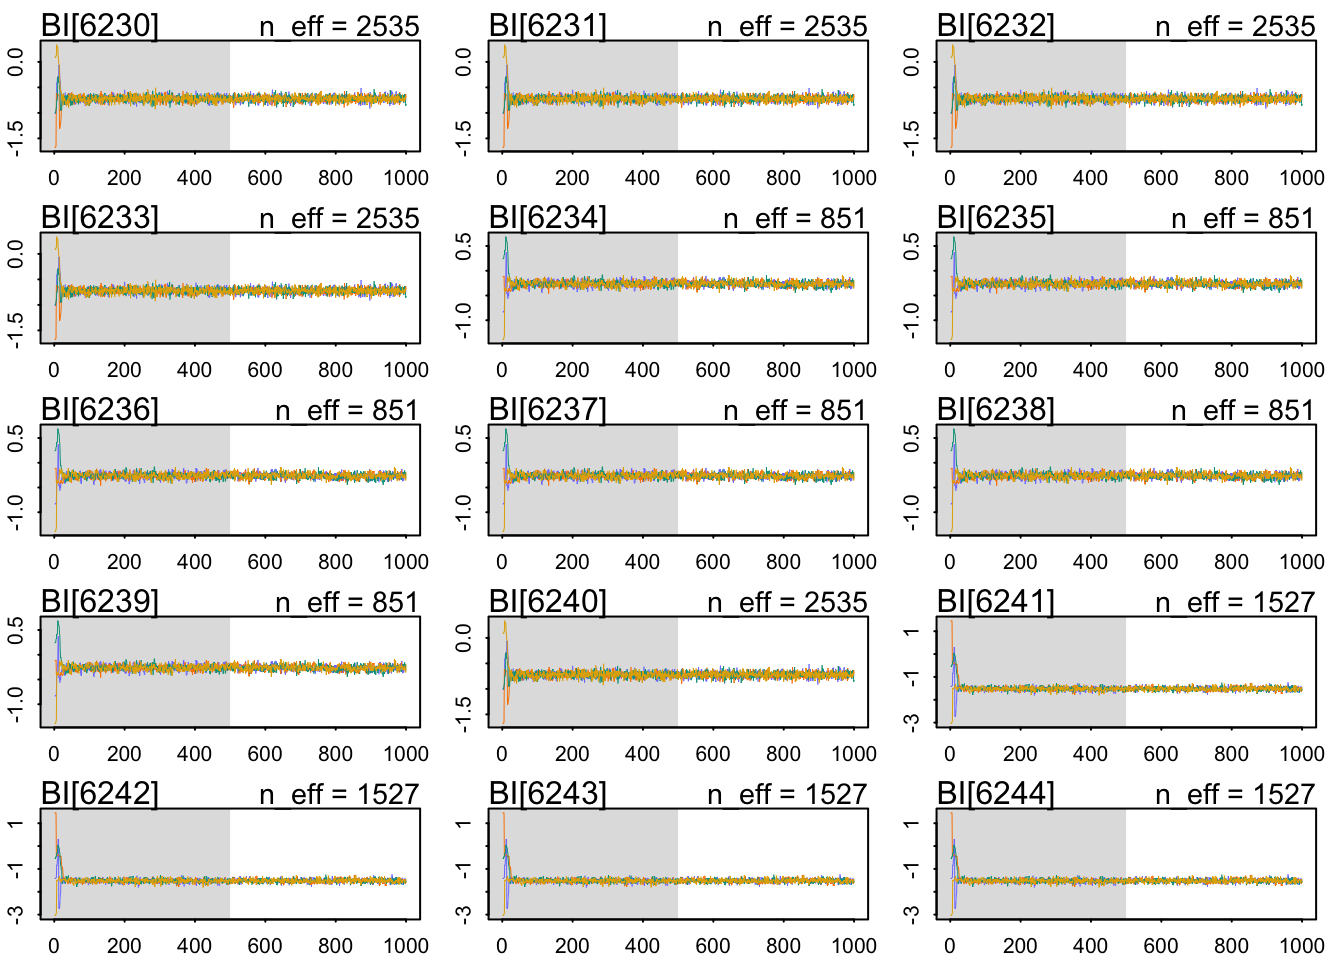 BI[6230] n_eff = 2535 BI[6231] n_eff = 2535 BI[6232] n_eff = 2535
0.0 0.0 0.0
-1.5 -1.5 -1.5
0 200 400 600 800 1000 0 200 400 600 800 1000 0 200 400 600 800 1000
BI[6233] n_eff = 2535 BI[6234] n_eff = 851 BI[6235] n_eff = 851
0.0 0.5 0.5
-1.5 -1.0 -1.0
0 200 400 600 800 1000 0 200 400 600 800 1000 0 200 400 600 800 1000
BI[6236] n_eff = 851 BI[6237] n_eff = 851 BI[6238] n_eff = 851
0.5 0.5 0.5
-1.0 -1.0 -1.0
0 200 400 600 800 1000 0 200 400 600 800 1000 0 200 400 600 800 1000
BI[6239] n_eff = 851 BI[6240] n_eff = 2535 BI[6241] n_eff = 1527
0.5 0.0 1
-1
-1.0 -1.5 -3
0 200 400 600 800 1000 0 200 400 600 800 1000 0 200 400 600 800 1000
BI[6242] n_eff = 1527 BI[6243] n_eff = 1527 BI[6244] n_eff = 1527
1 1 1
-1 -1 -1
-3 -3 -3
0 200 400 600 800 1000 0 200 400 600 800 1000 0 200 400 600 800 1000